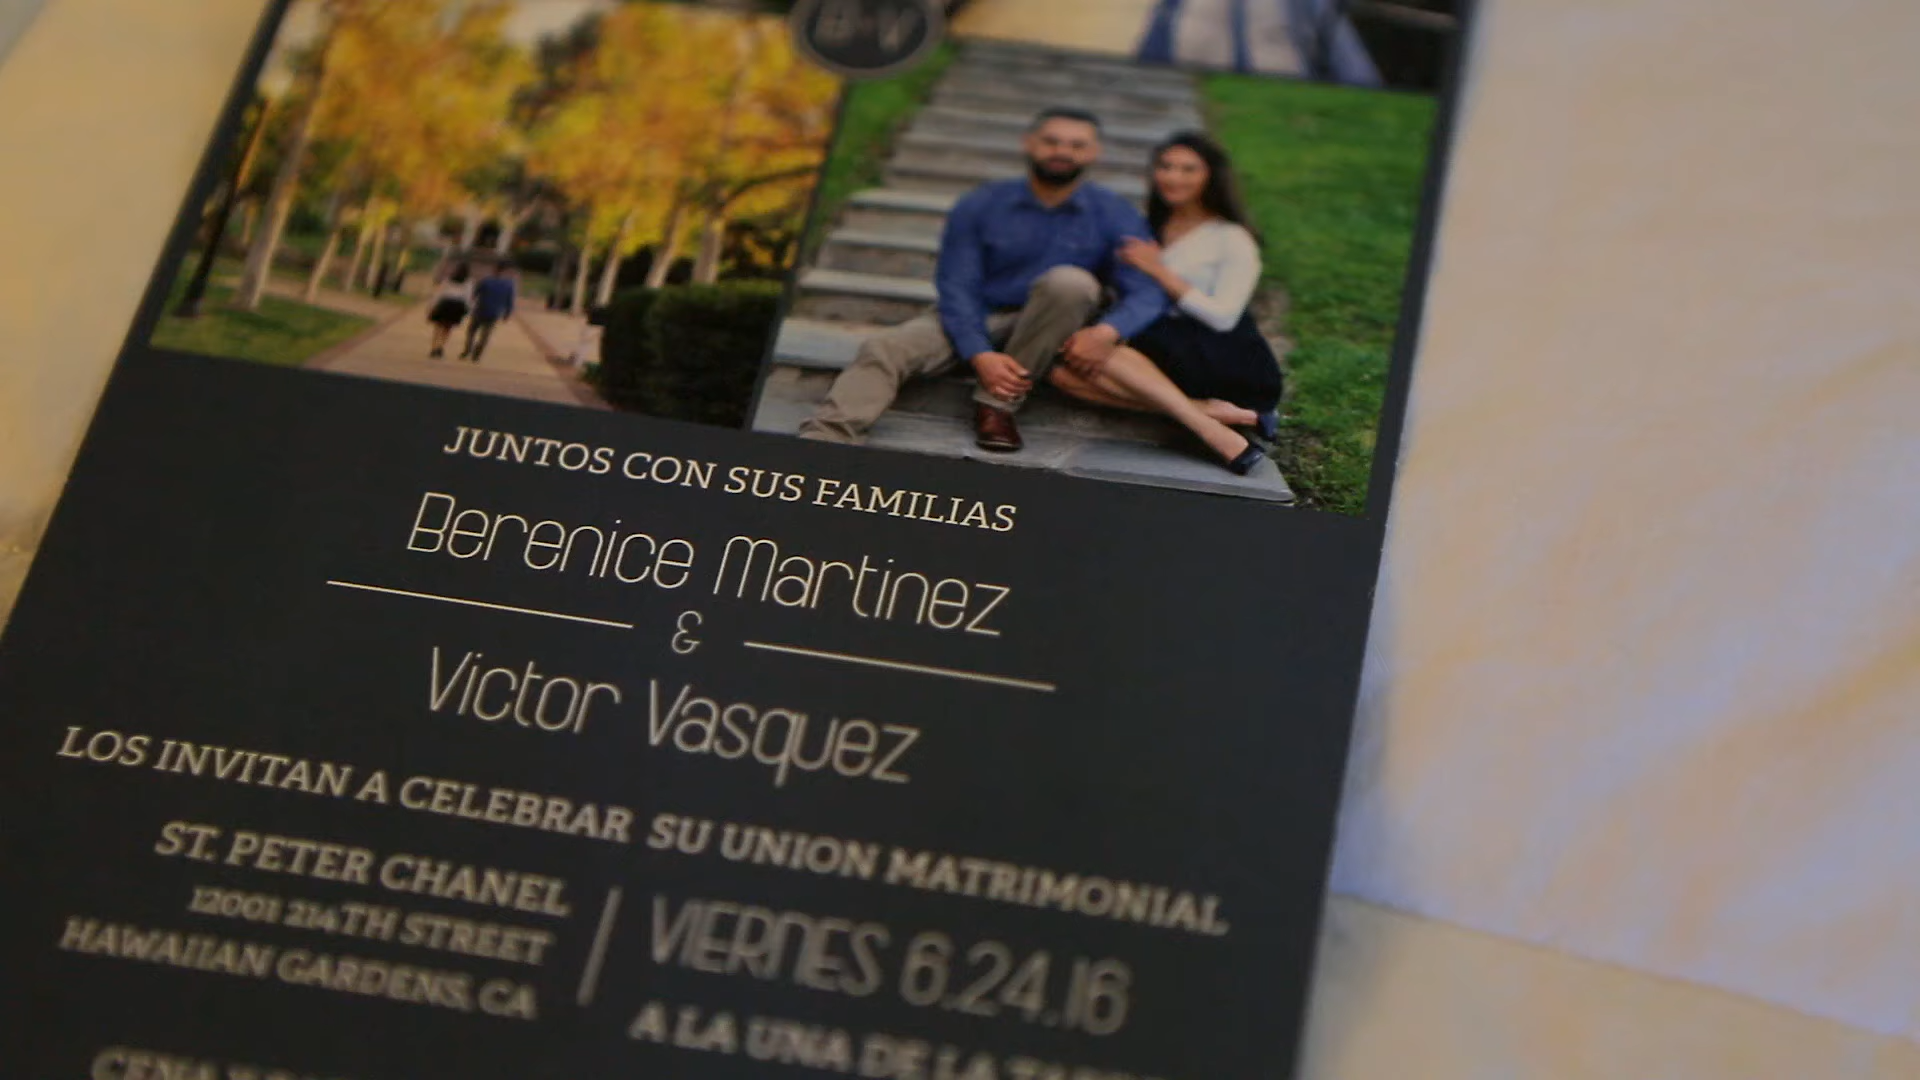 B V
JUNTOS CON SUS FAMILIAS
Berenice Martinez
&
Victor Vasquez
LOS INVITAN A CELEBRAR SU UNION MATRIMONIAL
ST. PETER CHANEL
12001 214TH STREET
HAWAIIAN GARDENS, CA
VIERNES 6.24.16
A LA UNA DE LA
CENA